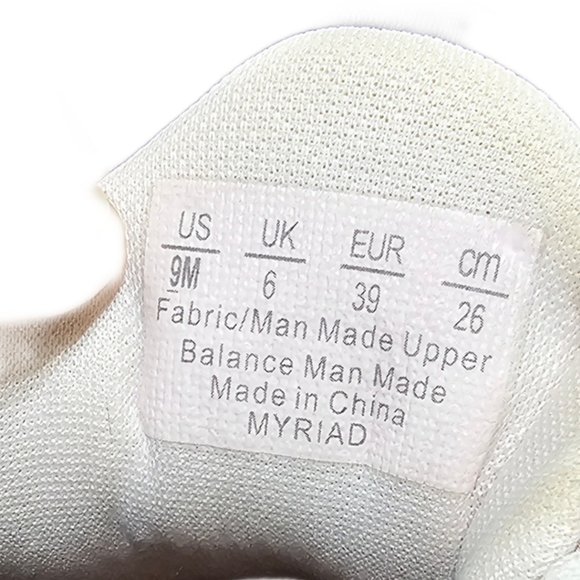 US UK EUR cm
9M 6 39 26
Fabric/Man Made Upper
Balance Man Made
Made in China
MYRIAD